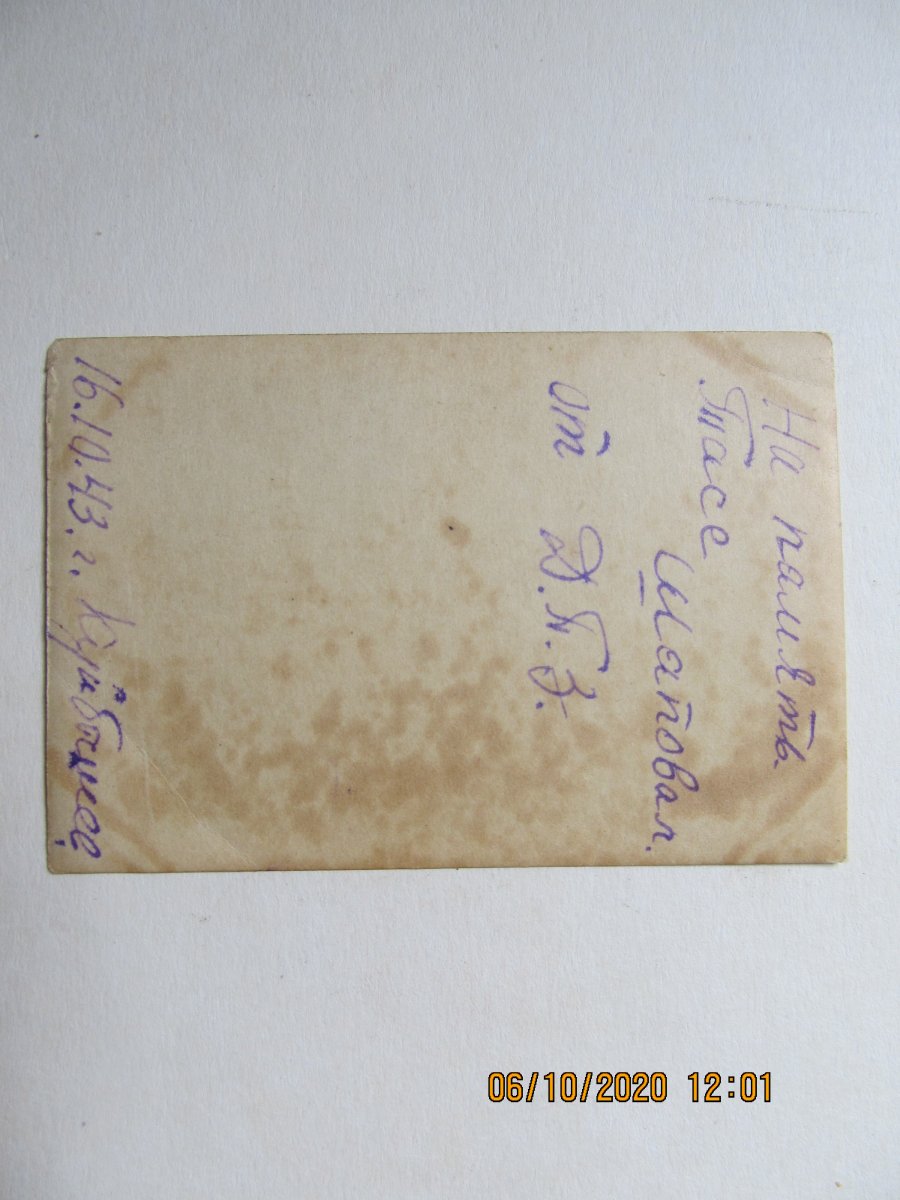 На память
Тасе
Шаповал.
от Д.П.З.
16.10.43.г. Куйбышев
06/10/2020 12:01